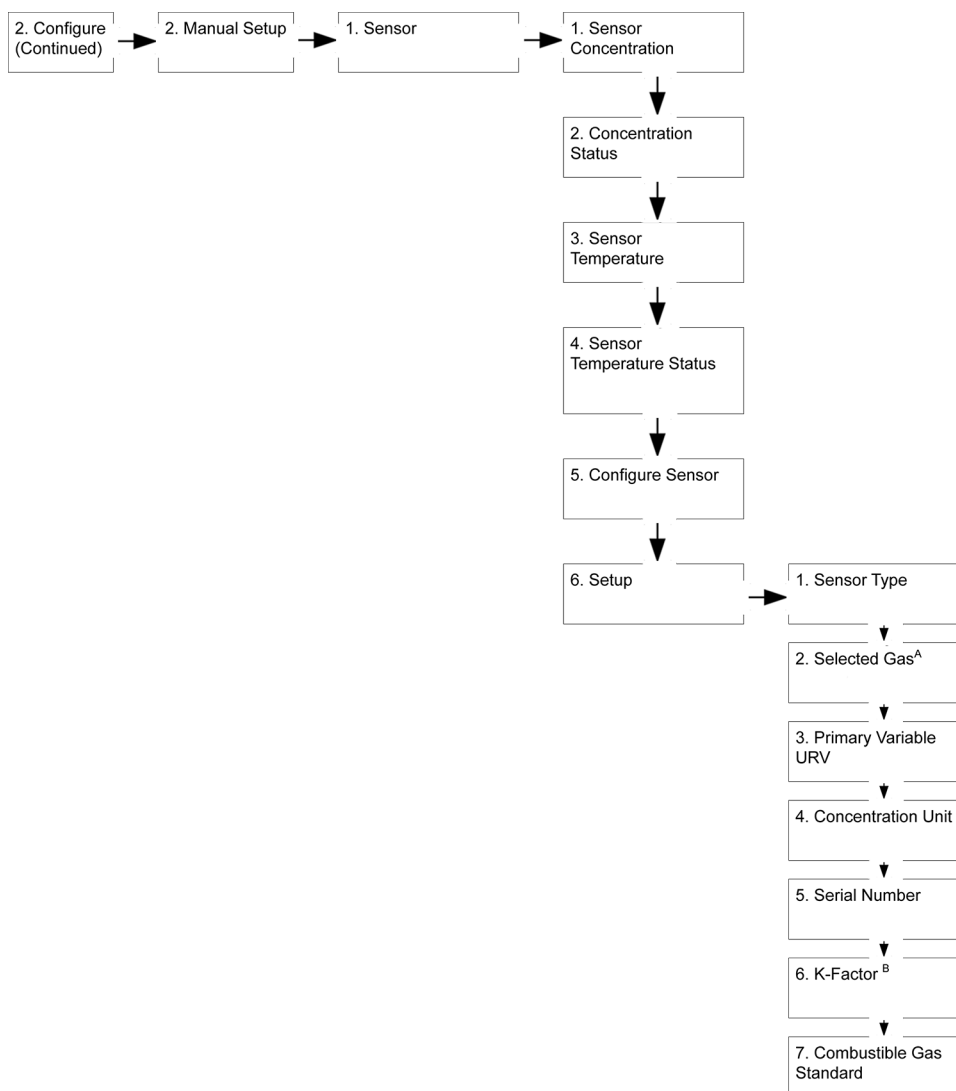 2. Configure
(Continued)
2. Manual Setup
1. Sensor
1. Sensor
Concentration
2. Concentration
Status
3. Sensor
Temperature
4. Sensor
Temperature Status
5. Configure Sensor
6. Setup
1. Sensor Type
2. Selected Gas^A
3. Primary Variable
URV
4. Concentration Unit
5. Serial Number
6. K-Factor ^B
7. Combustible Gas
Standard